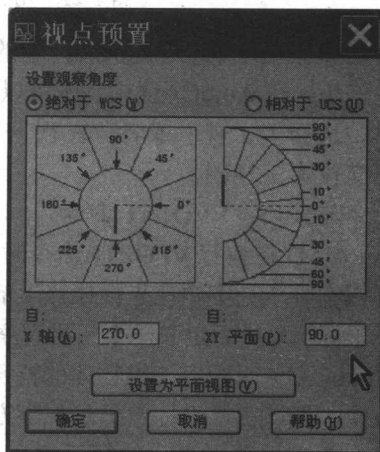 视点预置
设置观察角度
绝对于 WCS(W)
相对于 UCS(U)
90°
135°
45°
180°
0°
225°
315°
270°
90°
60°
45°
30°
10°
0°
10°
30°
45°
60°
90°
自:
X 轴(A): 270.0
自:
XY 平面(P): 90.0
设置为平面视图(V)
确定
取消
帮助(H)